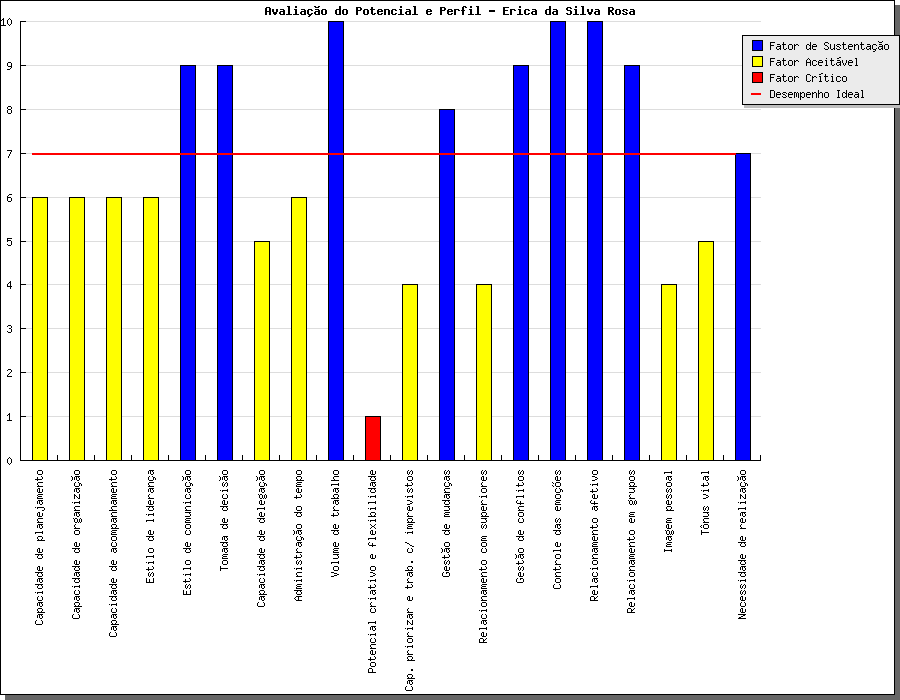 Avaliação do Potencial e Perfil - Erica da Silva Rosa
Fator de Sustentação
Fator Aceitável
Fator Crítico
Desempenho Ideal
10
9
8
7
6
5
4
3
2
1
0
Capacidade de planejamento
Capacidade de organização
Capacidade de acompanhamento
Estilo de liderança
Estilo de comunicação
Tomada de decisão
Capacidade de delegação
Administração do tempo
Volume de trabalho
Potencial criativo e flexibilidade
Cap. priorizar e trab. c/ imprevistos
Gestão de mudanças
Relacionamento com superiores
Gestão de conflitos
Controle das emoções
Relacionamento afetivo
Relacionamento em grupos
Imagem pessoal
Tônus vital
Necessidade de realização